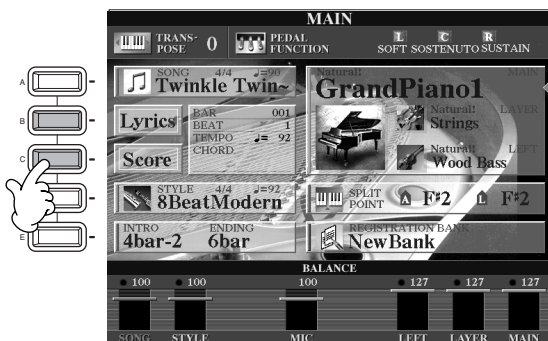 MAIN
TRANS-
POSE
0
PEDAL
FUNCTION
L
C
R
SOFT SOSTENUTO SUSTAIN
A
B
C
E
SONG 4/4 ♩=90
Twinkle Twin~
Lyrics
Score
BAR 001
BEAT 1
TEMPO ♩= 92
CHORD
Natural! MAIN
GrandPiano1
Natural! LAYER
Strings
Natural! LEFT
Wood Bass
STYLE 4/4 ♩=92
8BeatModern
SPLIT
POINT
A F♯2
L F♯2
INTRO ENDING
4bar-2 6bar
REGISTRATION BANK
NewBank
BALANCE
100 100 100 127 127 127
SONG STYLE MIC LEFT LAYER MAIN